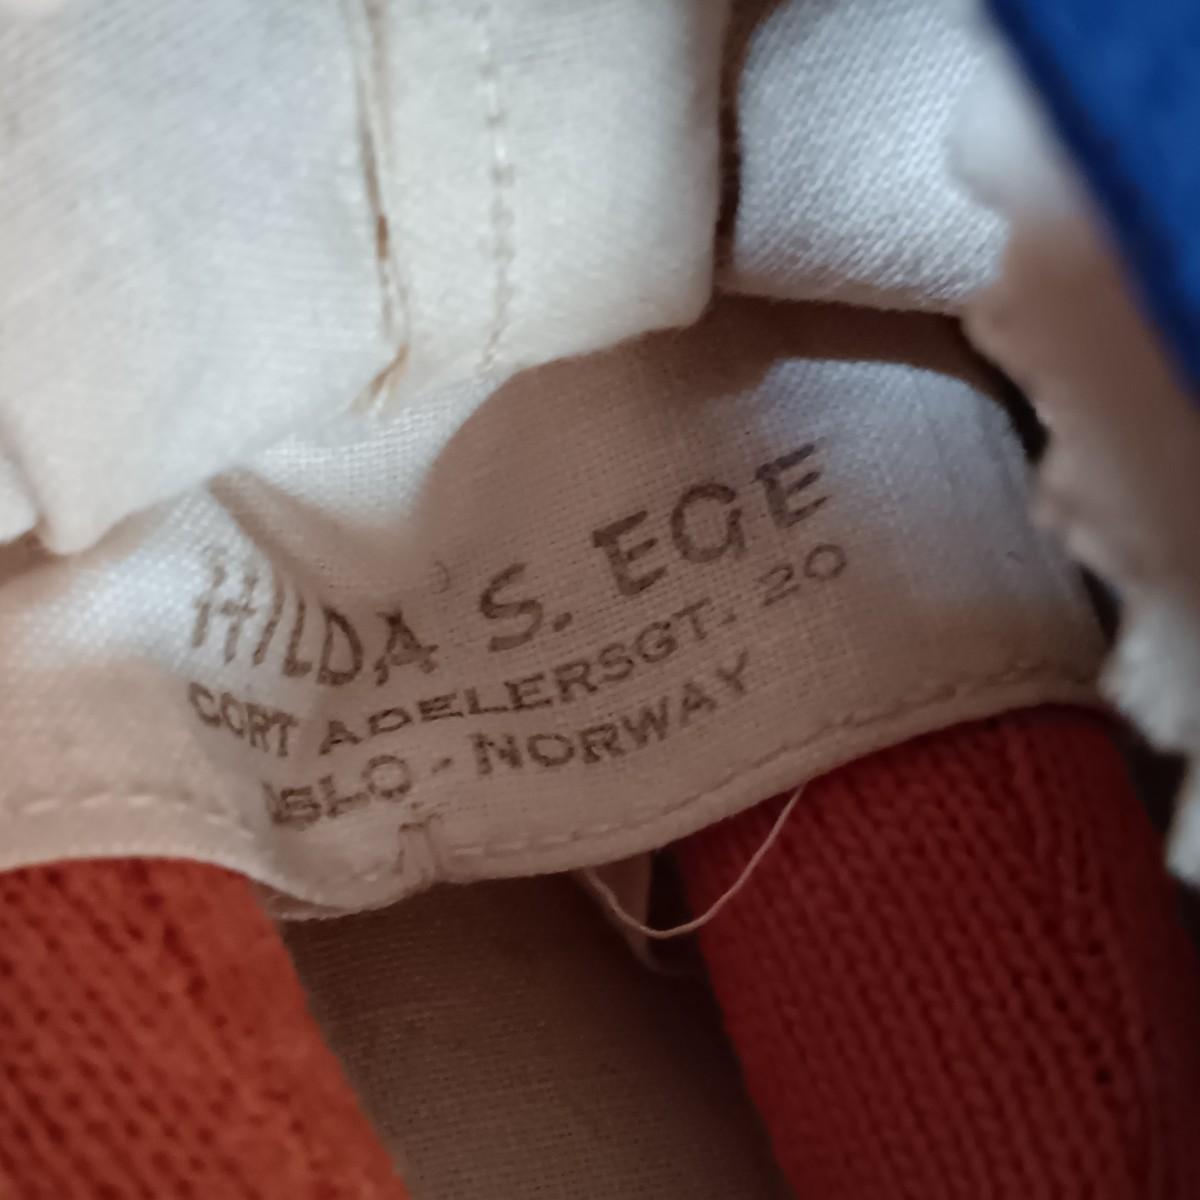 HILDA S. EGE
CORT ADELERSGT. 20
OSLO - NORWAY